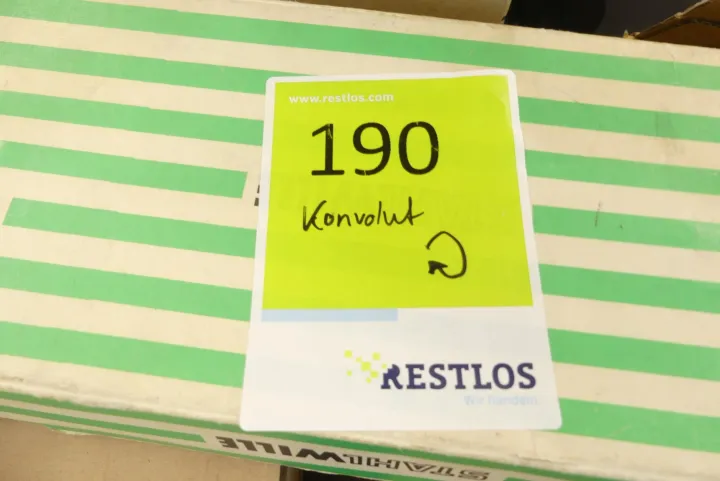 www.restlos.com
190
Konvolut
RESTLOS
Wir handeln.
STAHLWILLE